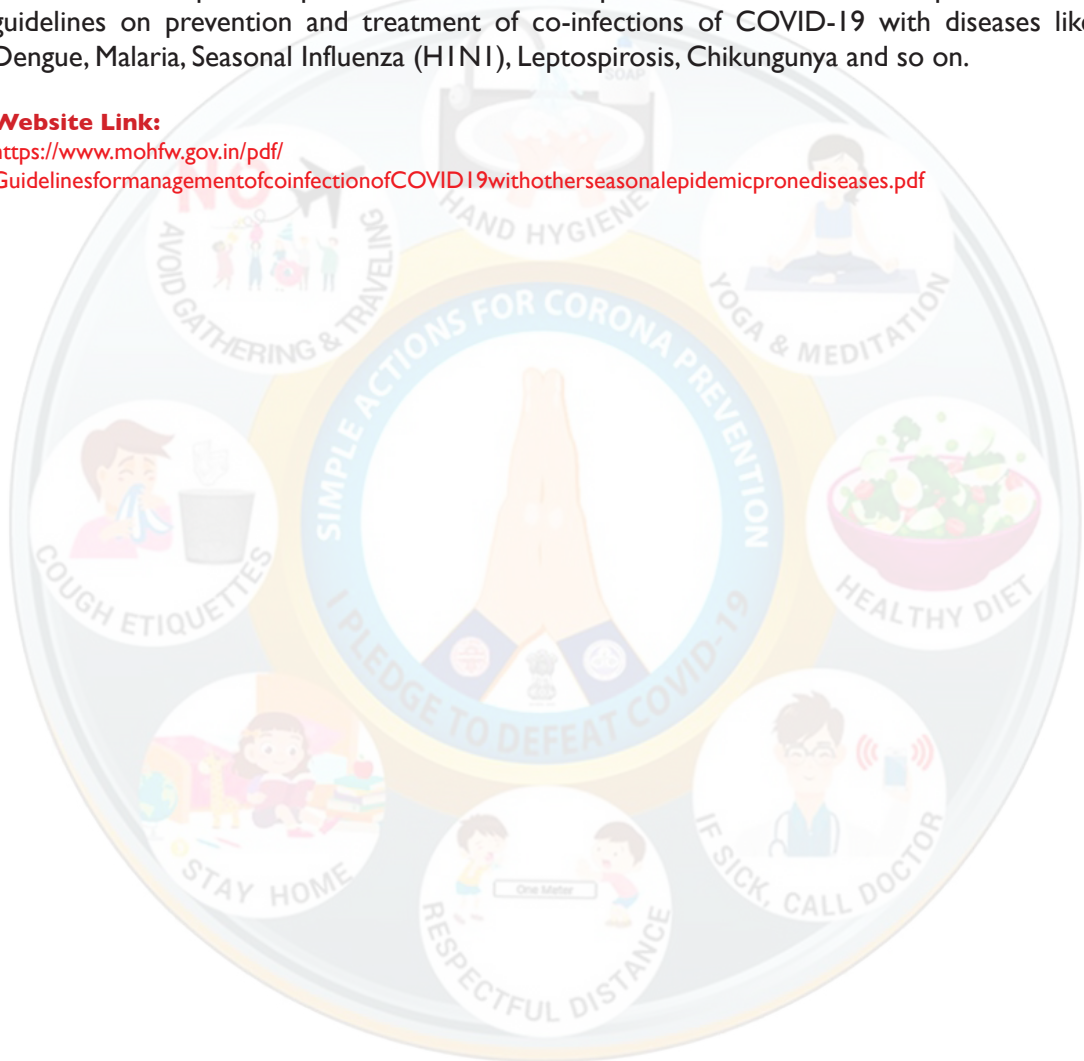 guidelines on prevention and treatment of co-infections of COVID-19 with diseases like
Dengue, Malaria, Seasonal Influenza (H1N1), Leptospirosis, Chikungunya and so on.
Website Link:
https://www.mohfw.gov.in/pdf/
GuidelinesformanagementofcoinfectionofCOVID19withotherseasonalepidemicpronediseases.pdf
SOAP
NO
AVOID GATHERING & TRAVELING
HAND HYGIENE
YOGA & MEDITATION
SIMPLE ACTIONS FOR CORONA PREVENTION
I PLEDGE TO DEFEAT COVID-19
COUGH ETIQUETTES
HEALTHY DIET
STAY HOME
One Meter
RESPECTFUL DISTANCE
IF SICK, CALL DOCTOR